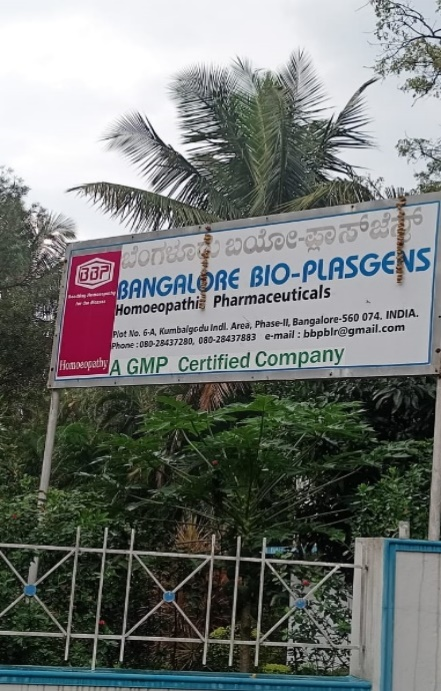 ಬೆಂಗಳೂರು ಬಯೋ-ಪ್ಲಾಸ್‌ಜೆನ್ಸ್
BBP
BANGALORE BIO-PLASGENS
Homoeopathic Pharmaceuticals
Plot No. 6-A, Kumbalgodu Indl. Area, Phase-II, Bangalore-560 074. INDIA.
Phone : 080-28437280, 080-28437883 e-mail : bbpblr@gmail.com
Homoeopathy
A GMP Certified Company